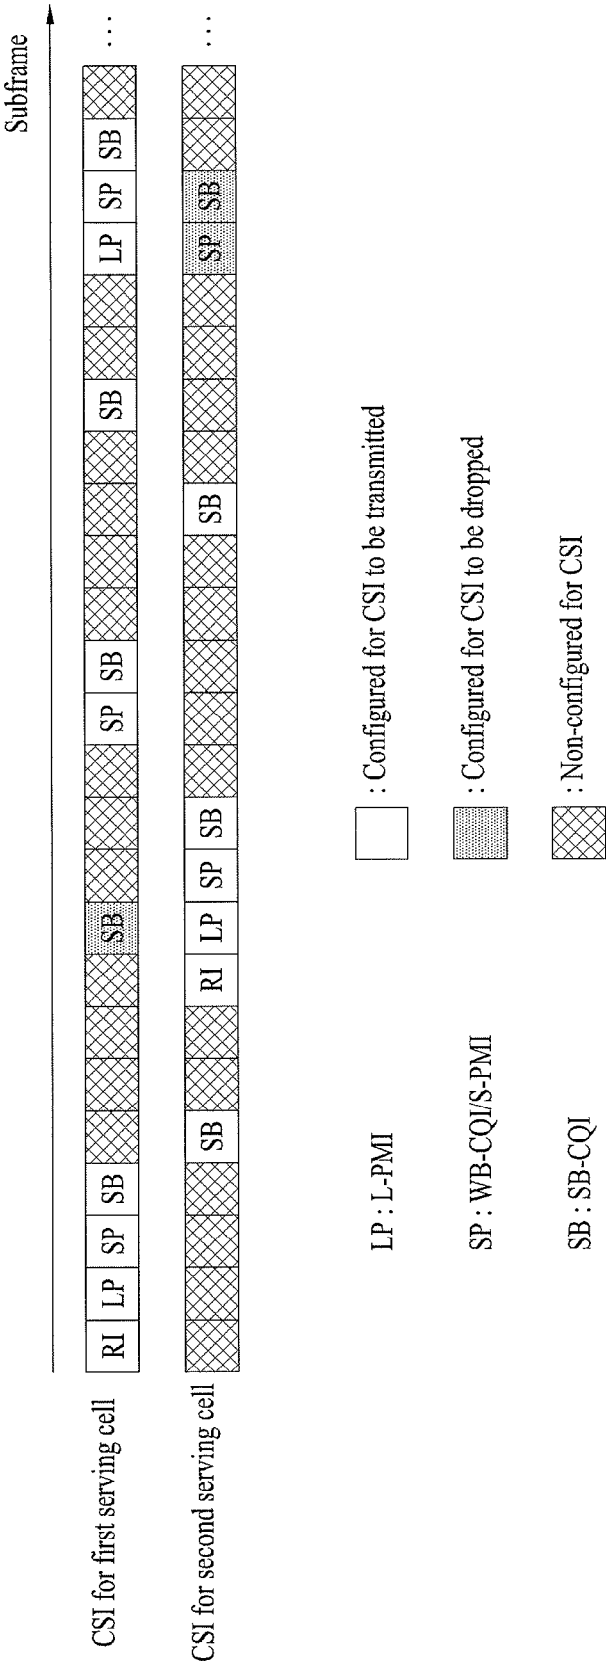 Subframe
CSI for first serving cell RI LP SP SB SB SP SB SB LP SP SB ...
CSI for second serving cell SB RI LP SP SB SB SP SB ...
LP : L-PMI
SP : WB-CQI/S-PMI
SB : SB-CQI
: Configured for CSI to be transmitted
: Configured for CSI to be dropped
: Non-configured for CSI